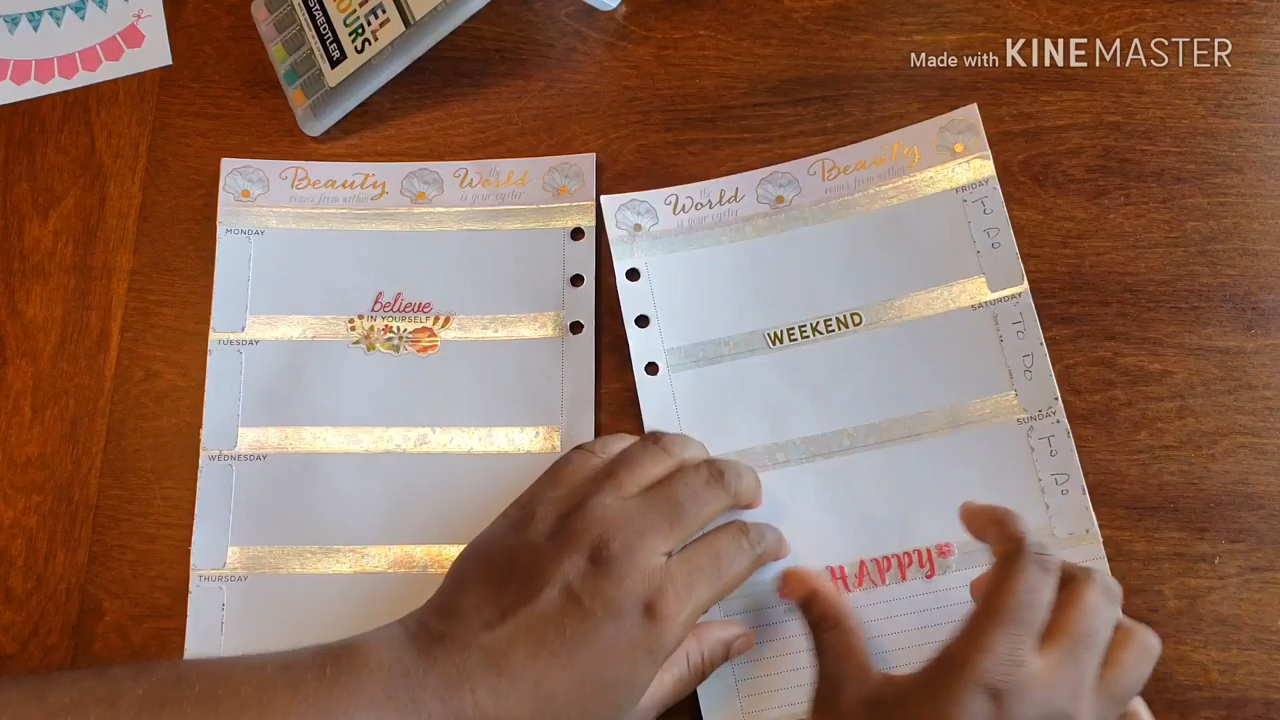 Made with KINEMASTER
STAEDTLER
Beauty
comes from within
the
World
is your oyster
MONDAY
believe
IN YOURSELF
TUESDAY
WEDNESDAY
THURSDAY
the
World
is your oyster
Beauty
comes from within
FRIDAY
TO DO
WEEKEND
SATURDAY
TO DO
SUNDAY
TO DO
HAPPY